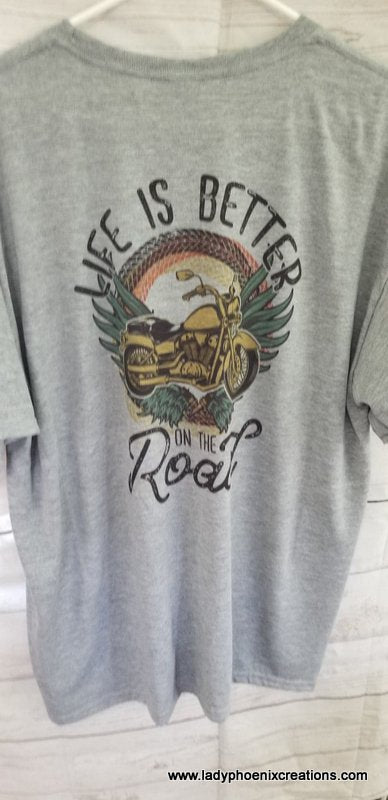 LIFE IS BETTER
ON THE
Road
www.ladyphoenixcreations.com